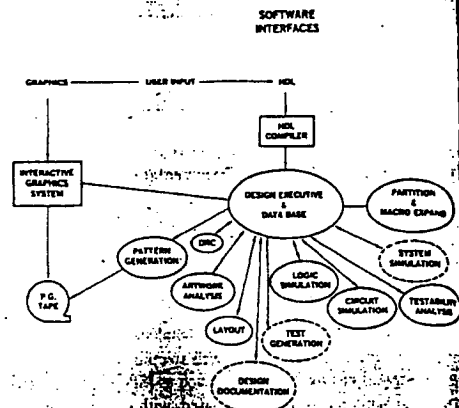 SOFTWARE
INTERFACES
GRAPHICS
USER INPUT
HDL
HDL
COMPILER
INTERACTIVE
GRAPHICS
SYSTEM
DESIGN EXECUTIVE
&
DATA BASE
PARTITION
&
MACRO EXPAND
PATTERN
GENERATION
DRC
SYSTEM
SIMULATION
ARTWORK
ANALYSIS
LOGIC
SIMULATION
P.G.
TAPE
CIRCUIT
SIMULATION
TESTABILITY
ANALYSIS
LAYOUT
TEST
GENERATION
DESIGN
DOCUMENTATION